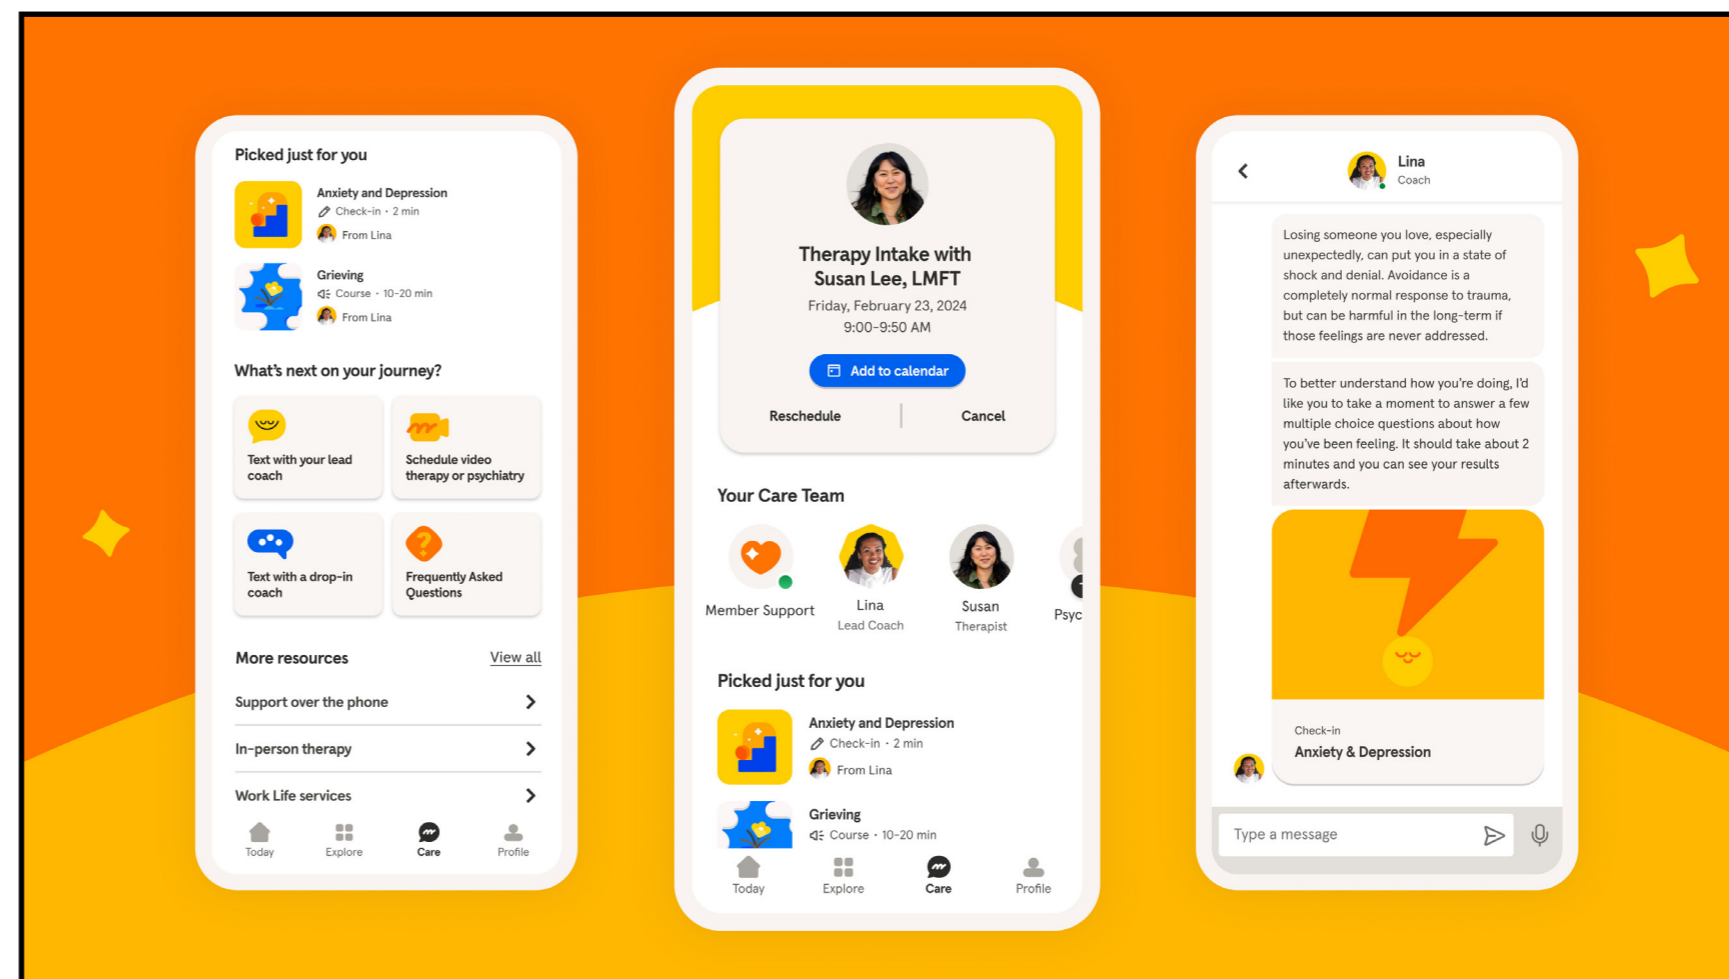 Picked just for you
Anxiety and Depression
Check-in • 2 min
From Lina
Grieving
Course • 10-20 min
From Lina
What's next on your journey?
Text with your lead
coach
Schedule video
therapy or psychiatry
Text with a drop-in
coach
Frequently Asked
Questions
More resources
View all
Support over the phone
In-person therapy
Work Life services
Today
Explore
Care
Profile
Therapy Intake with
Susan Lee, LMFT
Friday, February 23, 2024
9:00-9:50 AM
Add to calendar
Reschedule
Cancel
Your Care Team
Member Support
Lina
Lead Coach
Susan
Therapist
Psyc
Picked just for you
Anxiety and Depression
Check-in • 2 min
From Lina
Grieving
Course • 10-20 min
Today
Explore
Care
Profile
Lina
Coach
Losing someone you love, especially
unexpectedly, can put you in a state of
shock and denial. Avoidance is a
completely normal response to trauma,
but can be harmful in the long-term if
those feelings are never addressed.
To better understand how you're doing, I'd
like you to take a moment to answer a few
multiple choice questions about how
you've been feeling. It should take about 2
minutes and you can see your results
afterwards.
Check-in
Anxiety & Depression
Type a message